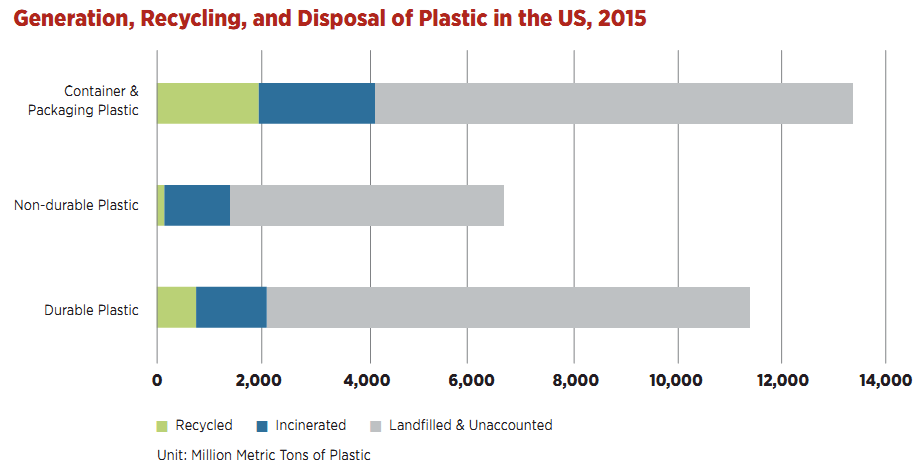 Generation, Recycling, and Disposal of Plastic in the US, 2015
Container &
Packaging Plastic
Non-durable Plastic
Durable Plastic
0 2,000 4,000 6,000 8,000 10,000 12,000 14,000
Recycled Incinerated Landfilled & Unaccounted
Unit: Million Metric Tons of Plastic